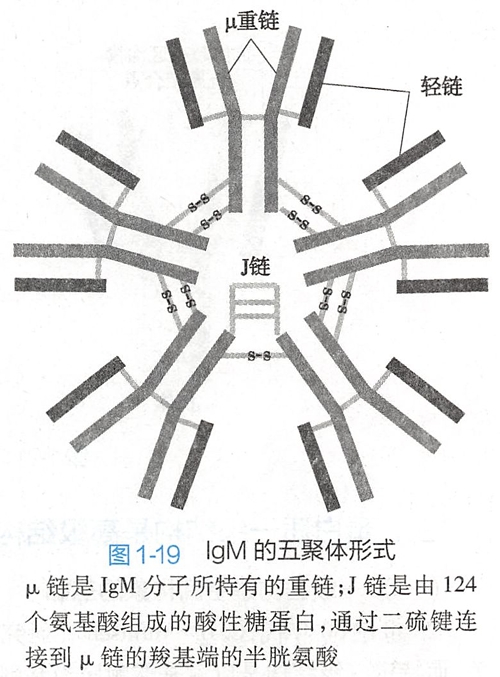 μ重链
轻链
S-S
S-S
S-S
S-S
J链
S-S
S-S
S-S
S-S
S-S
图1-19 IgM 的五聚体形式
μ 链是 IgM 分子所特有的重链;J 链是由 124
个氨基酸组成的酸性糖蛋白,通过二硫键连
接到 μ 链的羧基端的半胱氨酸